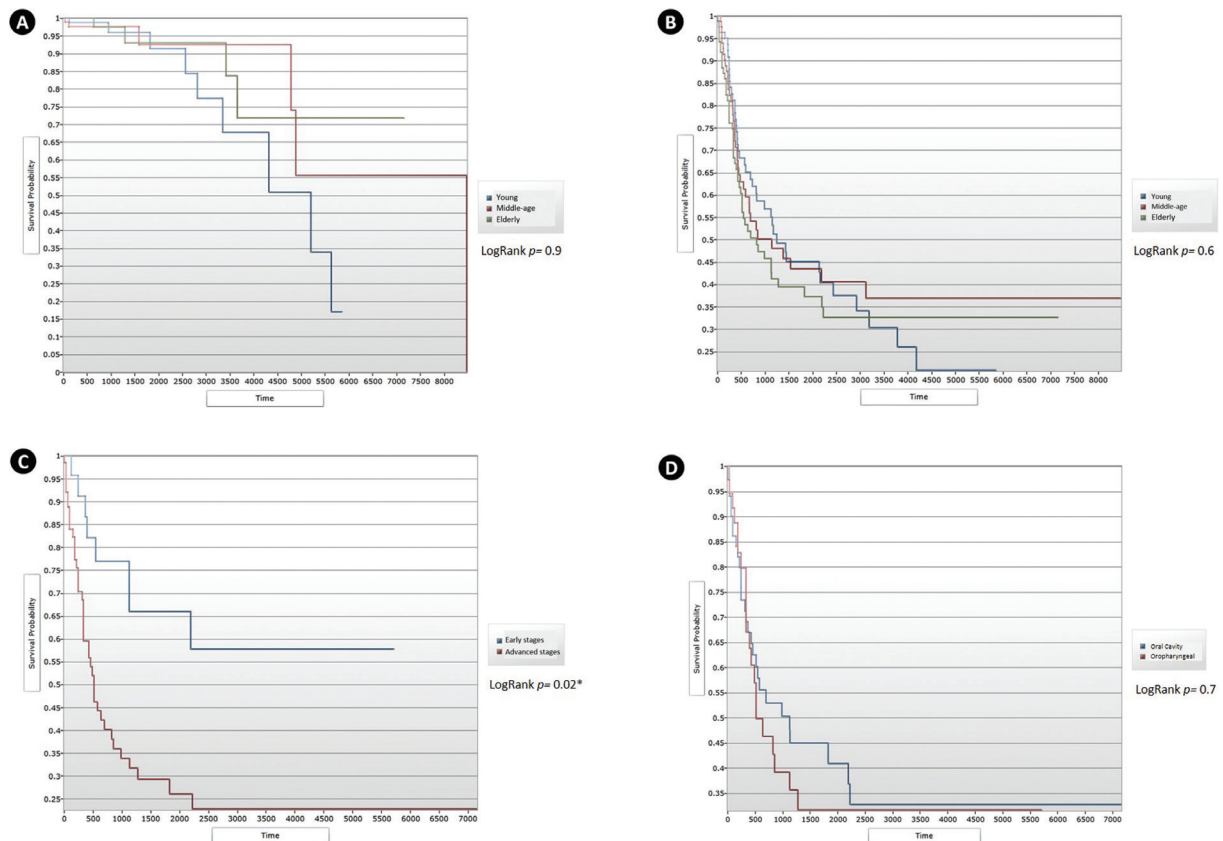 A
1
0.95
0.9
0.85
0.8
0.75
0.7
0.65
0.6
0.55
0.5
0.45
0.4
0.35
0.3
0.25
0.2
0.15
0.1
0.05
0
Survival Probability
0 500 1000 1500 2000 2500 3000 3500 4000 4500 5000 5500 6000 6500 7000 7500 8000
Time
Young
Middle-age
Elderly
LogRank p= 0.9
B
1
0.95
0.9
0.85
0.8
0.75
0.7
0.65
0.6
0.55
0.5
0.45
0.4
0.35
0.3
0.25
Survival Probability
0 500 1000 1500 2000 2500 3000 3500 4000 4500 5000 5500 6000 6500 7000 7500 8000
Time
Young
Middle-age
Elderly
LogRank p= 0.6
C
1
0.95
0.9
0.85
0.8
0.75
0.7
0.65
0.6
0.55
0.5
0.45
0.4
0.35
0.3
0.25
Survival Probability
0 500 1000 1500 2000 2500 3000 3500 4000 4500 5000 5500 6000 6500 7000
Time
Early stages
Advanced stages
LogRank p= 0.02*
D
1
0.95
0.9
0.85
0.8
0.75
0.7
0.65
0.6
0.55
0.5
0.45
0.4
0.35
Survival Probability
0 500 1000 1500 2000 2500 3000 3500 4000 4500 5000 5500 6000 6500 7000
Time
Oral Cavity
Oropharyngeal
LogRank p= 0.7